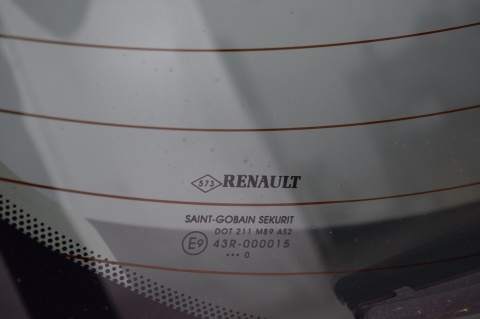 573 RENAULT
SAINT-GOBAIN SEKURIT
DOT 211 M89 AS2
E9 43R-000015
••• 0